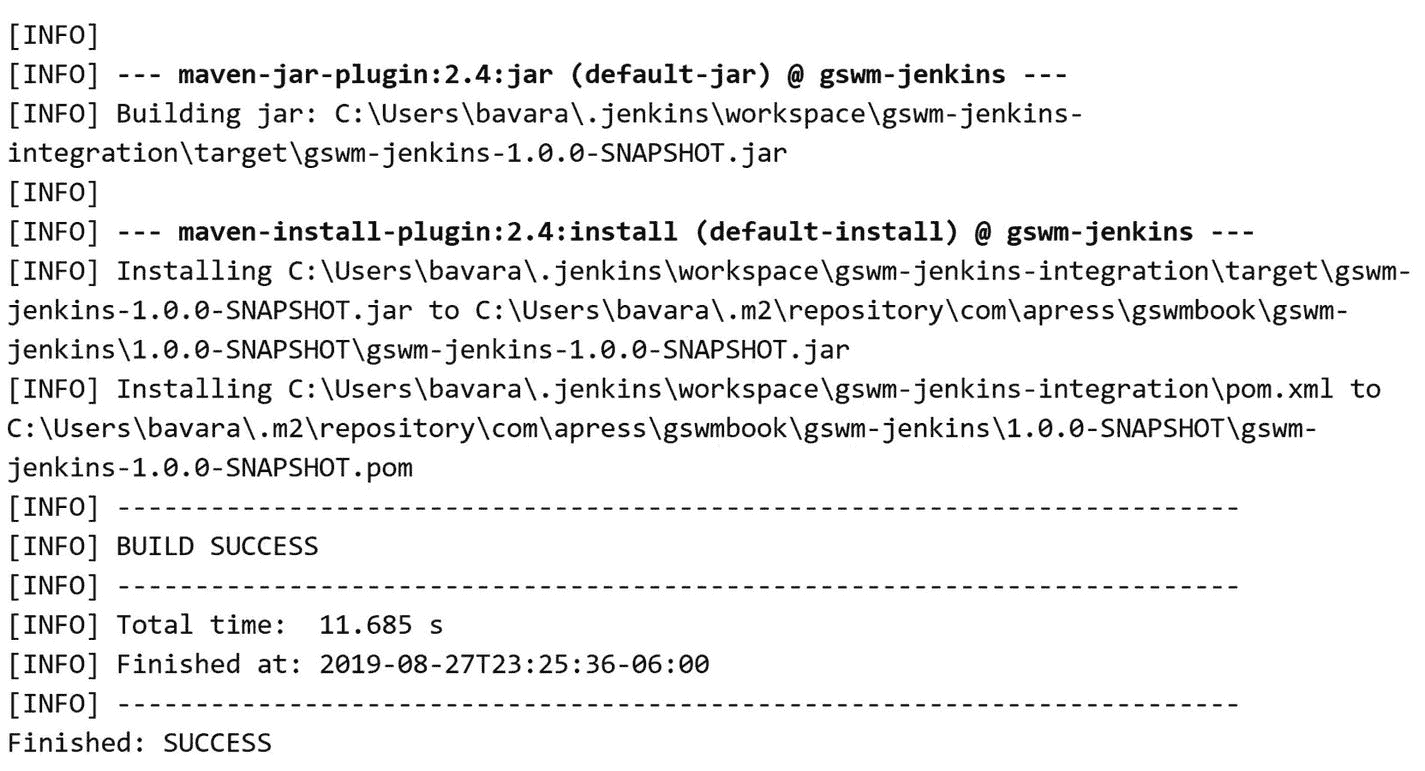 [INFO]
[INFO] --- maven-jar-plugin:2.4:jar (default-jar) @ gswm-jenkins ---
[INFO] Building jar: C:\Users\bavara\.jenkins\workspace\gswm-jenkins-
integration\target\gswm-jenkins-1.0.0-SNAPSHOT.jar
[INFO]
[INFO] --- maven-install-plugin:2.4:install (default-install) @ gswm-jenkins ---
[INFO] Installing C:\Users\bavara\.jenkins\workspace\gswm-jenkins-integration\target\gswm-
jenkins-1.0.0-SNAPSHOT.jar to C:\Users\bavara\.m2\repository\com\apress\gswmbook\gswm-
jenkins\1.0.0-SNAPSHOT\gswm-jenkins-1.0.0-SNAPSHOT.jar
[INFO] Installing C:\Users\bavara\.jenkins\workspace\gswm-jenkins-integration\pom.xml to
C:\Users\bavara\.m2\repository\com\apress\gswmbook\gswm-jenkins\1.0.0-SNAPSHOT\gswm-
jenkins-1.0.0-SNAPSHOT.pom
[INFO] ------------------------------------------------------------------------
[INFO] BUILD SUCCESS
[INFO] ------------------------------------------------------------------------
[INFO] Total time:  11.685 s
[INFO] Finished at: 2019-08-27T23:25:36-06:00
[INFO] ------------------------------------------------------------------------
Finished: SUCCESS